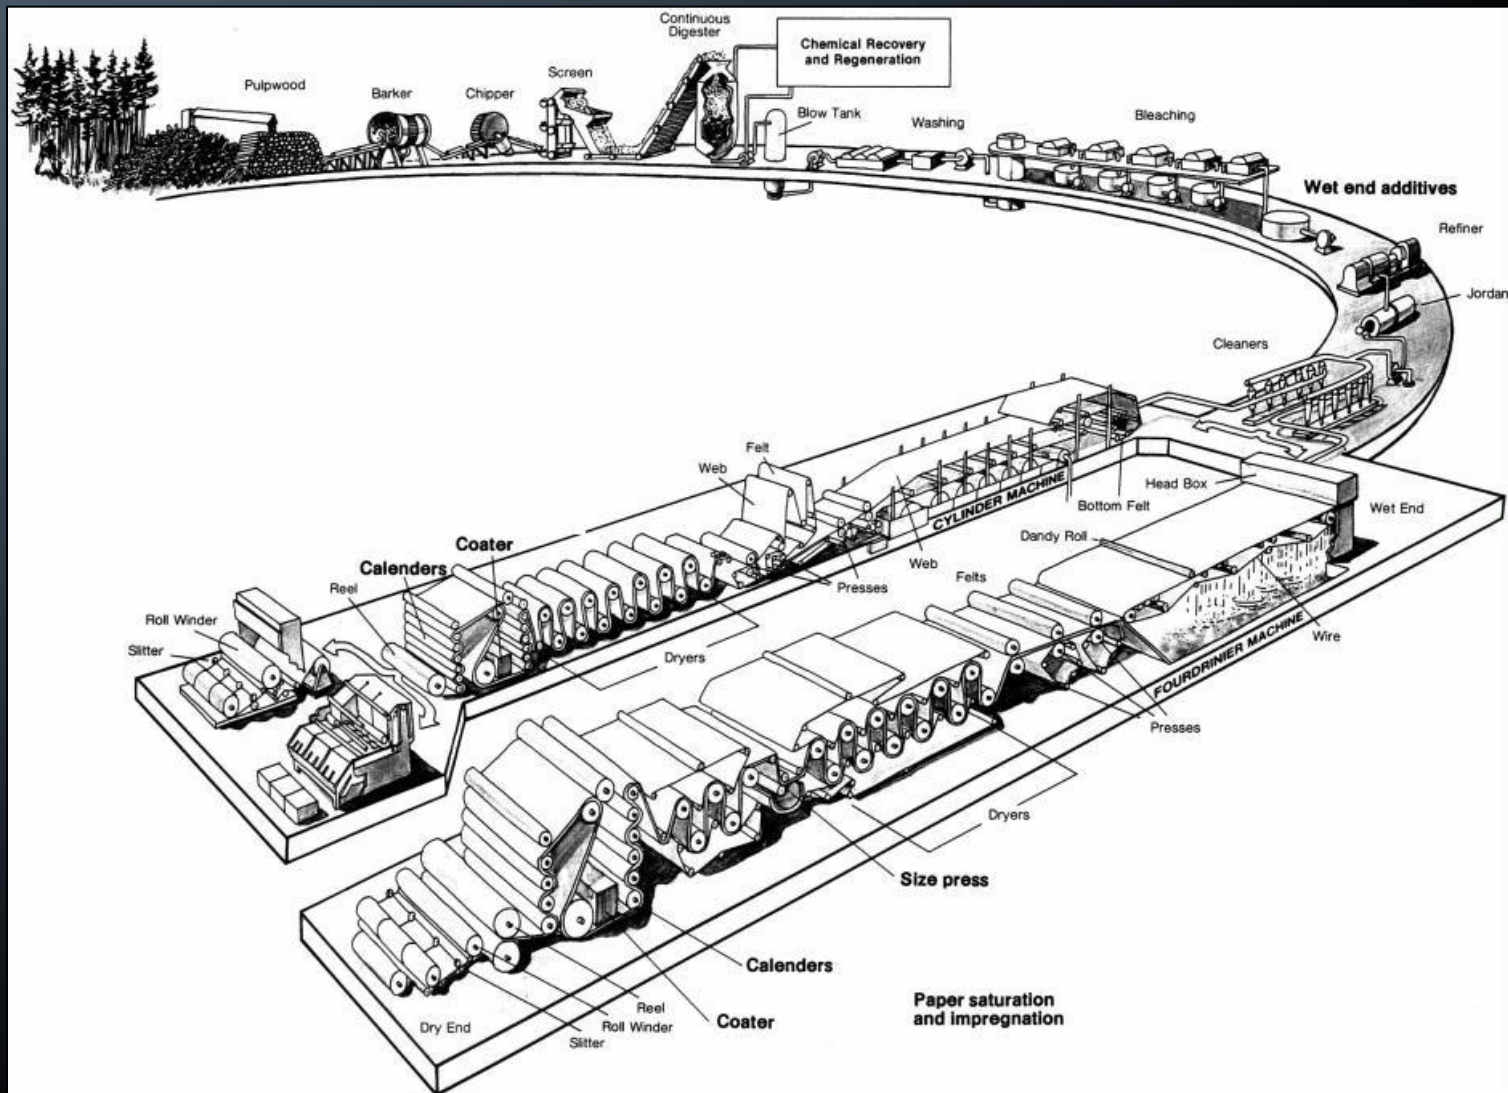 Continuous
Digester
Chemical Recovery
and Regeneration
Screen
Pulpwood
Barker
Chipper
Blow Tank
Washing
Bleaching
Wet end additives
Refiner
Jordan
Cleaners
Felt
Web
Head Box
Bottom Felt
Wet End
CYLINDER MACHINE
Dandy Roll
Coater
Web
Calenders
Presses
Felts
Reel
Roll Winder
Wire
Slitter
Dryers
FOURDRINIER MACHINE
Presses
Dryers
Size press
Calenders
Paper saturation
and impregnation
Reel
Coater
Roll Winder
Dry End
Slitter